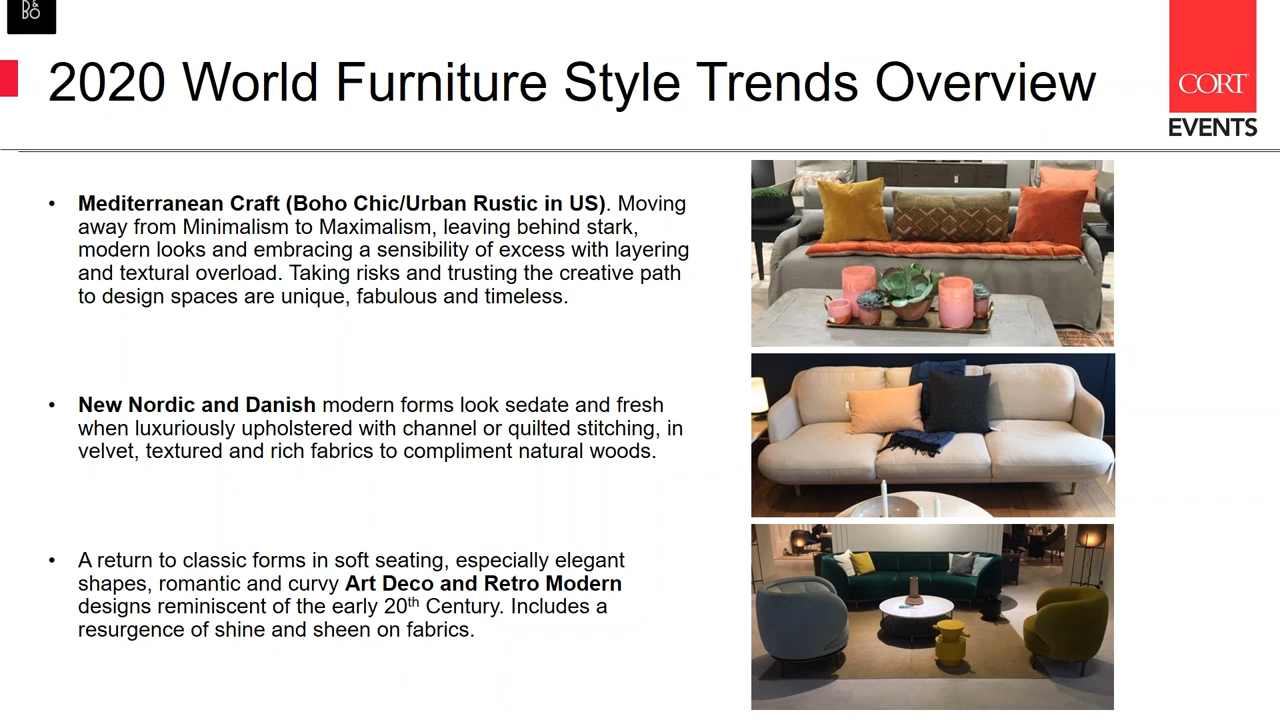 B
&BO
2020 World Furniture Style Trends Overview
CORT
EVENTS
• Mediterranean Craft (Boho Chic/Urban Rustic in US). Moving
away from Minimalism to Maximalism, leaving behind stark,
modern looks and embracing a sensibility of excess with layering
and textural overload. Taking risks and trusting the creative path
to design spaces are unique, fabulous and timeless.
• New Nordic and Danish modern forms look sedate and fresh
when luxuriously upholstered with channel or quilted stitching, in
velvet, textured and rich fabrics to compliment natural woods.
• A return to classic forms in soft seating, especially elegant
shapes, romantic and curvy Art Deco and Retro Modern
designs reminiscent of the early 20th Century. Includes a
resurgence of shine and sheen on fabrics.